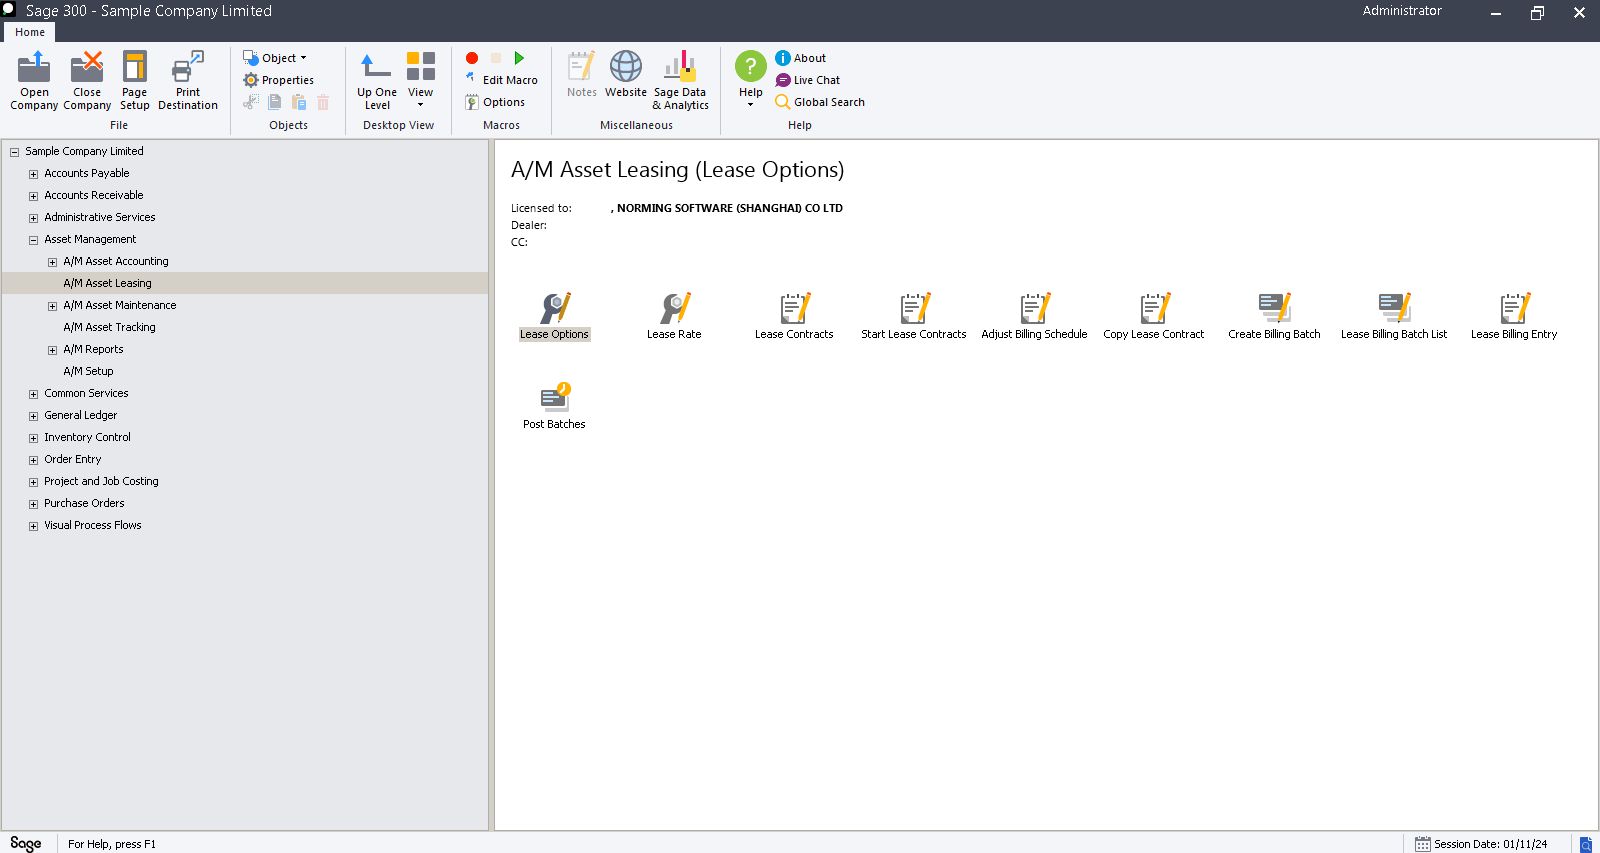 Sage 300 - Sample Company Limited
Administrator
Home
Open Company
Close Company
Page Setup
Print Destination
File
Object
Properties
Objects
Up One Level
View
Desktop View
Edit Macro
Options
Macros
Notes
Website
Sage Data & Analytics
Miscellaneous
Help
About
Live Chat
Global Search
Help
Sample Company Limited
Accounts Payable
Accounts Receivable
Administrative Services
Asset Management
A/M Asset Accounting
A/M Asset Leasing
A/M Asset Maintenance
A/M Asset Tracking
A/M Reports
A/M Setup
Common Services
General Ledger
Inventory Control
Order Entry
Project and Job Costing
Purchase Orders
Visual Process Flows
A/M Asset Leasing (Lease Options)
Licensed to: , NORMING SOFTWARE (SHANGHAI) CO LTD
Dealer:
CC:
Lease Options
Lease Rate
Lease Contracts
Start Lease Contracts
Adjust Billing Schedule
Copy Lease Contract
Create Billing Batch
Lease Billing Batch List
Lease Billing Entry
Post Batches
Sage
For Help, press F1
Session Date: 01/11/24